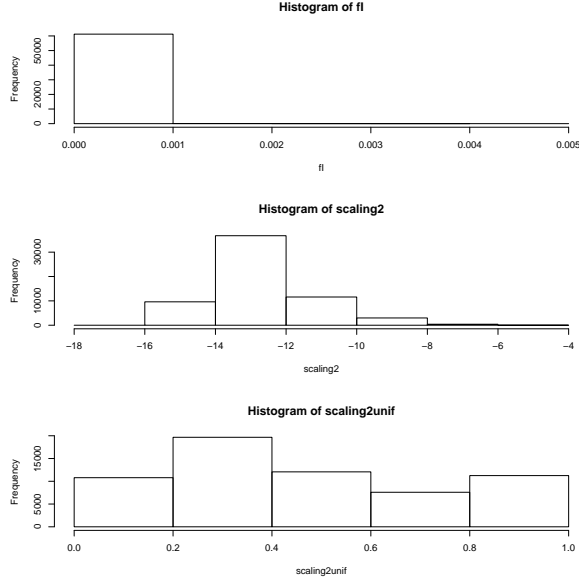 Histogram of fl
Frequency
0 20000 50000
0.000 0.001 0.002 0.003 0.004 0.005
fl
Histogram of scaling2
Frequency
0 10000 30000
−18 −16 −14 −12 −10 −8 −6 −4
scaling2
Histogram of scaling2unif
Frequency
0 5000 15000
0.0 0.2 0.4 0.6 0.8 1.0
scaling2unif